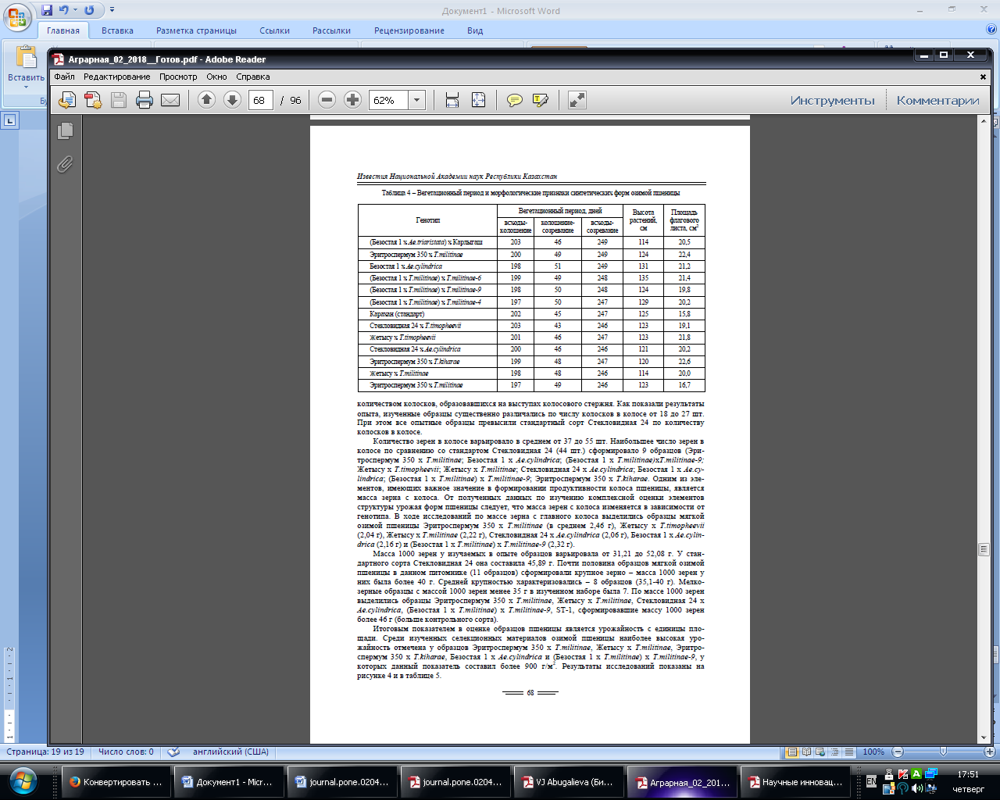 Документ1 - Microsoft Word
Главная Вставка Разметка страницы Ссылки Рассылки Рецензирование Вид
Вставить
Аграрная_02_2018__Готов.pdf - Adobe Reader
Файл Редактирование Просмотр Окно Справка
68 / 96 62% Инструменты Комментарии
Известия Национальной Академии наук Республики Казахстан
Таблица 4 – Вегетационный период и морфологические признаки синтетических форм озимой пшеницы
Генотип Вегетационный период, дней Высота растений, см Площадь флагового листа, см²
всходы-колошение колошение-созревание всходы-созревание
(Безостая 1 х Ae.triaristata) х Карлыгаш 203 46 249 114 20,5
Эритроспермум 350 х T.militinae 200 49 249 124 22,4
Безостая 1 х Ae.cylindrica 198 51 249 131 21,2
(Безостая 1 х T.militinae) х T.militinae-6 199 49 248 135 21,4
(Безостая 1 х T.militinae) х T.militinae-9 198 50 248 124 19,8
(Безостая 1 х T.militinae) х T.militinae-4 197 50 247 129 20,2
Карахан (стандарт) 202 45 247 125 15,8
Стекловидная 24 х T.timopheevii 203 43 246 123 19,1
Жетысу х T.timopheevii 201 46 247 123 21,8
Стекловидная 24 х Ae.cylindrica 200 46 246 121 20,2
Эритроспермум 350 х T.kiharae 199 48 247 120 22,6
Жетысу х T.militinae 198 48 246 114 20,0
Эритроспермум 350 х T.militinae 197 49 246 123 16,7
количеством колосков, образовавшихся на выступах колосового стержня. Как показали результаты
опыта, изученные образцы существенно различались по числу колосков в колосе от 18 до 27 шт.
При этом все опытные образцы превысили стандартный сорт Стекловидная 24 по количеству
колосков в колосе.
Количество зерен в колосе варьировало в среднем от 37 до 55 шт. Наибольшее число зерен в
колосе по сравнению со стандартом Стекловидная 24 (44 шт.) сформировало 9 образцов (Эри-
троспермум 350 х T.militinae; Безостая 1 х Ae.cylindrica; (Безостая 1 х T.militinae)хT.militinae-9;
Жетысу х T.timopheevii; Жетысу х T.militinae; Стекловидная 24 х Ae.cylindrica; Безостая 1 х Ae.cy-
lindrica; (Безостая 1 х T.militinae) х T.militinae-9; Эритроспермум 350 х T.kiharae. Одним из эле-
ментов, имеющих важное значение в формировании продуктивности колоса пшеницы, является
масса зерна с колоса. От полученных данных по изучению комплексной оценки элементов
структуры урожая форм пшеницы следует, что масса зерен с колоса изменяется в зависимости от
генотипа. В ходе исследований по массе зерна с главного колоса выделились образцы мягкой
озимой пшеницы Эритроспермум 350 х T.militinae (в среднем 2,46 г), Жетысу х T.timopheevii
(2,04 г), Жетысу х T.militinae (2,22 г), Стекловидная 24 х Ae.cylindrica (2,06 г), Безостая 1 х Ae.cylin-
drica (2,16 г) и (Безостая 1 х T.militinae) х T.militinae-9 (2,32 г).
Масса 1000 зерен у изучаемых в опыте образцов варьировала от 31,21 до 52,08 г. У стан-
дартного сорта Стекловидная 24 она составила 45,89 г. Почти половина образцов мягкой озимой
пшеницы в данном питомнике (11 образцов) сформировали крупное зерно – масса 1000 зерен у
них была более 40 г. Средней крупностью характеризовались – 8 образцов (35,1-40 г). Мелко-
зерные образцы с массой 1000 зерен менее 35 г в изученном наборе была 7. По массе 1000 зерен
выделились образцы Эритроспермум 350 х T.militinae, Жетысу х T.militinae, Стекловидная 24 х
Ae.cylindrica, (Безостая 1 х T.militinae) х T.militinae-9, ST-1, сформировавшие массу 1000 зерен
более 46 г (больше контрольного сорта).
Итоговым показателем в оценке образцов пшеницы является урожайность с единицы пло-
щади. Среди изученных селекционных материалов озимой пшеницы наиболее высокая уро-
жайность отмечена у образцов Эритроспермум 350 х T.militinae, Жетысу х T.militinae, Эритро-
спермум 350 х T.kiharae, Безостая 1 х Ae.cylindrica и (Безостая 1 х T.militinae) х T.militinae-9, у
которых данный показатель составил более 900 г/м². Результаты исследований показаны на
рисунке 4 и в таблице 5.
68
Страница: 19 из 19 Число слов: 0 английский (США) 100%
Конвертировать ... Документ1 - Micr... journal.pone.0204... journal.pone.0204... VJ Abugalieva (Би... Аграрная_02_201... Научные инновац... EN 17:51
четверг